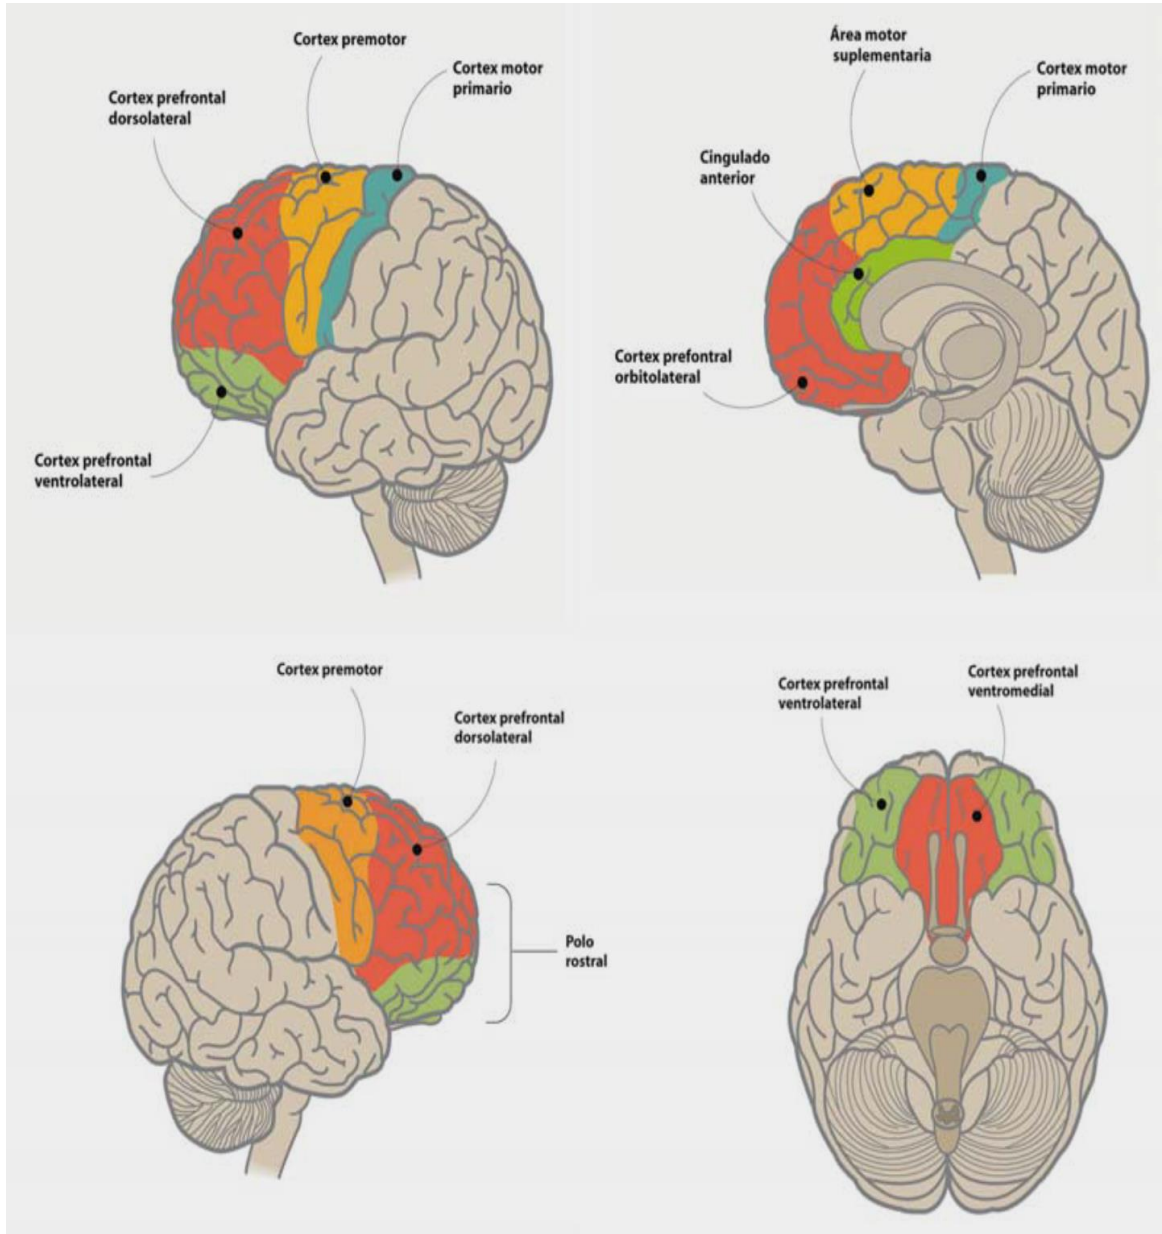 Cortex premotor
Cortex motor
primario
Cortex prefrontal
dorsolateral
Cortex prefrontal
ventrolateral
Área motor
suplementaria
Cortex motor
primario
Cingulado
anterior
Cortex prefontral
orbitolateral
Cortex premotor
Cortex prefrontal
dorsolateral
Polo
rostral
Cortex prefrontal
ventrolateral
Cortex prefrontal
ventromedial